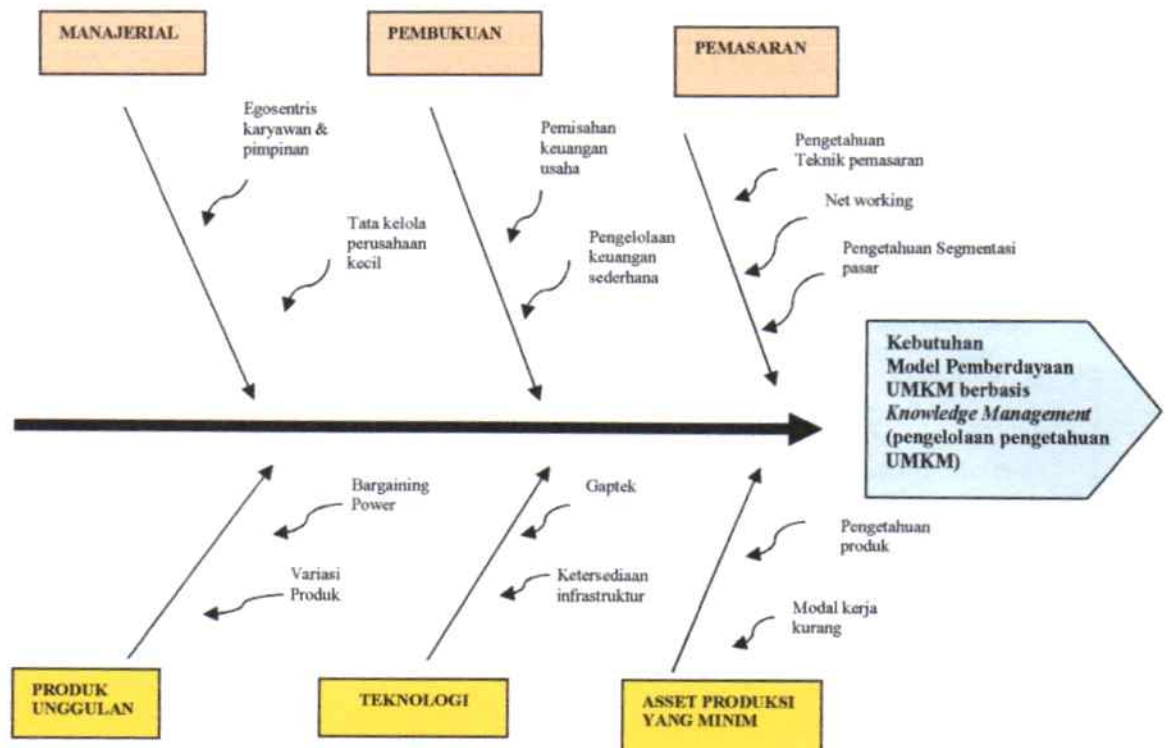 MANAJERIAL
PEMBUKUAN
PEMASARAN
Egosentris
karyawan &
pimpinan
Tata kelola
perusahaan
kecil
Pemisahan
keuangan
usaha
Pengelolaan
keuangan
sederhana
Pengetahuan
Teknik pemasaran
Net working
Pengetahuan Segmentasi
pasar
Kebutuhan
Model Pemberdayaan
UMKM berbasis
Knowledge Management
(pengelolaan pengetahuan
UMKM)
Bargaining
Power
Variasi
Produk
Gaptek
Ketersediaan
infrastruktur
Pengetahuan
produk
Modal kerja
kurang
PRODUK
UNGGULAN
TEKNOLOGI
ASSET PRODUKSI
YANG MINIM